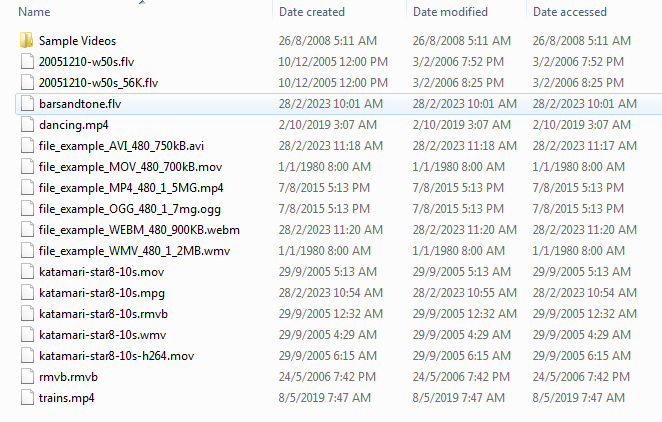 Name Date created Date modified Date accessed
Sample Videos 26/8/2008 5:11 AM 26/8/2008 5:11 AM 26/8/2008 5:11 AM
20051210-w50s.flv 10/12/2005 12:00 PM 3/2/2006 7:52 PM 3/2/2006 7:52 PM
20051210-w50s_56K.flv 10/12/2005 12:00 PM 3/2/2006 8:25 PM 3/2/2006 8:25 PM
barsandtone.flv 28/2/2023 10:01 AM 28/2/2023 10:01 AM 28/2/2023 10:01 AM
dancing.mp4 2/10/2019 3:07 AM 2/10/2019 3:07 AM 2/10/2019 3:07 AM
file_example_AVI_480_750kB.avi 28/2/2023 11:18 AM 28/2/2023 11:18 AM 28/2/2023 11:17 AM
file_example_MOV_480_700kB.mov 1/1/1980 8:00 AM 1/1/1980 8:00 AM 1/1/1980 8:00 AM
file_example_MP4_480_1_5MG.mp4 7/8/2015 5:13 PM 7/8/2015 5:13 PM 7/8/2015 5:13 PM
file_example_OGG_480_1_7mg.ogg 7/8/2015 5:13 PM 7/8/2015 5:13 PM 7/8/2015 5:13 PM
file_example_WEBM_480_900KB.webm 28/2/2023 11:20 AM 28/2/2023 11:20 AM 28/2/2023 11:20 AM
file_example_WMV_480_1_2MB.wmv 1/1/1980 8:00 AM 1/1/1980 8:00 AM 1/1/1980 8:00 AM
katamari-star8-10s.mov 29/9/2005 5:13 AM 29/9/2005 5:13 AM 29/9/2005 5:13 AM
katamari-star8-10s.mpg 28/2/2023 10:54 AM 28/2/2023 10:55 AM 28/2/2023 10:54 AM
katamari-star8-10s.rmvb 29/9/2005 12:32 AM 29/9/2005 12:32 AM 29/9/2005 12:32 AM
katamari-star8-10s.wmv 29/9/2005 4:29 AM 29/9/2005 4:29 AM 29/9/2005 4:29 AM
katamari-star8-10s-h264.mov 29/9/2005 6:15 AM 29/9/2005 6:15 AM 29/9/2005 6:15 AM
rmvb.rmvb 24/5/2006 7:42 PM 24/5/2006 7:42 PM 24/5/2006 7:42 PM
trains.mp4 8/5/2019 7:47 AM 8/5/2019 7:47 AM 8/5/2019 7:47 AM